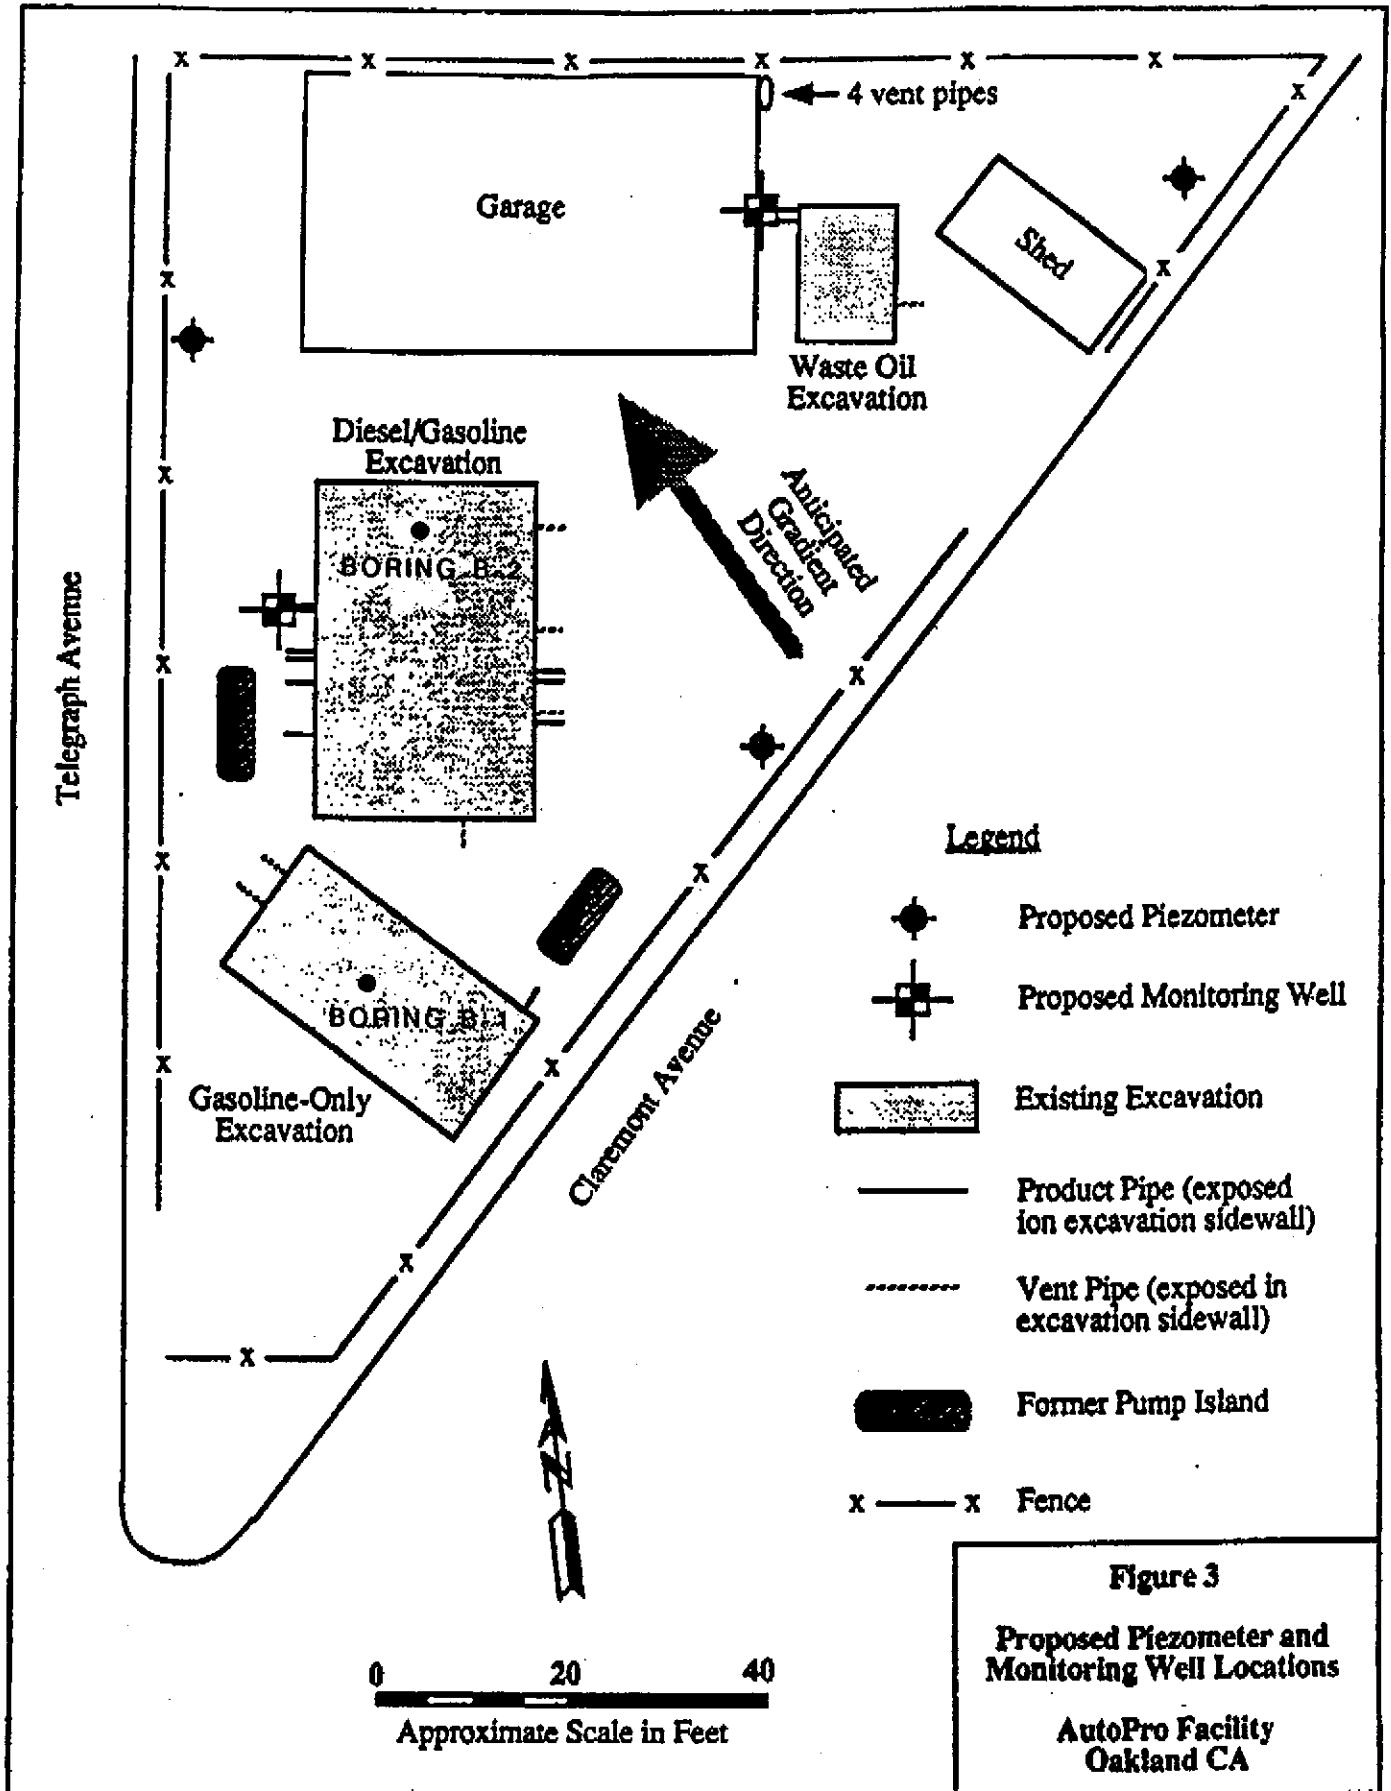 4 vent pipes
Garage
Shed
Waste Oil
Excavation
Diesel/Gasoline
Excavation
BORING B-2
Anticipated
Gradient
Direction
Telegraph Avenue
BORING B-1
Gasoline-Only
Excavation
Claremont Avenue
Legend
Proposed Piezometer
Proposed Monitoring Well
Existing Excavation
Product Pipe (exposed
ion excavation sidewall)
Vent Pipe (exposed in
excavation sidewall)
Former Pump Island
x x Fence
N
0 20 40
Approximate Scale in Feet
Figure 3
Proposed Piezometer and
Monitoring Well Locations
AutoPro Facility
Oakland CA